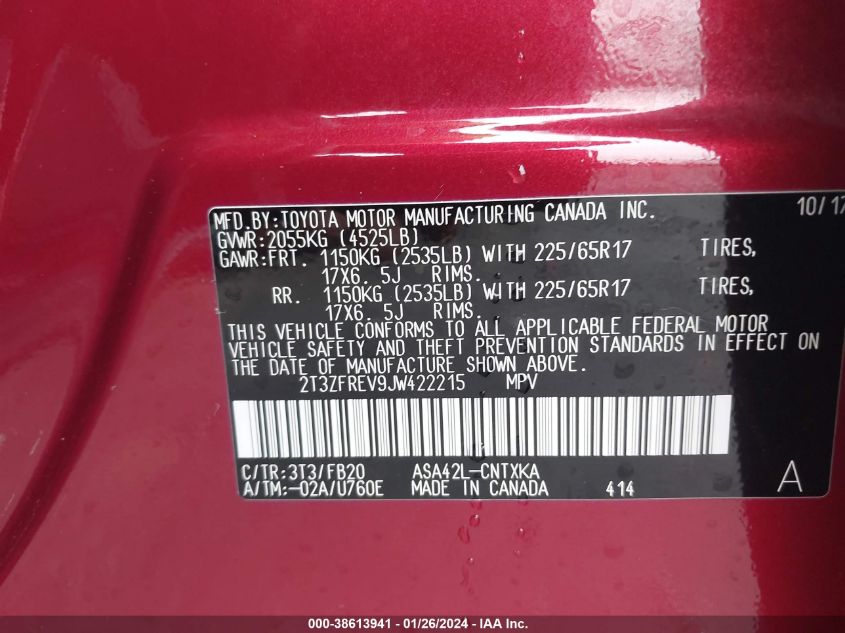 MFD.BY:TOYOTA MOTOR MANUFACTURING CANADA INC. 10/17
GVWR:2055KG (4525LB)
GAWR:FRT. 1150KG (2535LB) WITH 225/65R17 TIRES,
17X6. 5J RIMS.
RR. 1150KG (2535LB) WITH 225/65R17 TIRES,
17X6. 5J RIMS.
THIS VEHICLE CONFORMS TO ALL APPLICABLE FEDERAL MOTOR
VEHICLE SAFETY AND THEFT PREVENTION STANDARDS IN EFFECT ON
THE DATE OF MANUFACTURE SHOWN ABOVE.
2T3ZFREV9JW422215 MPV
C/TR:3T3/FB20 ASA42L-CNTXKA
A/TM:-02A/U760E MADE IN CANADA 414 A
000-38613941 - 01/26/2024 - IAA Inc.